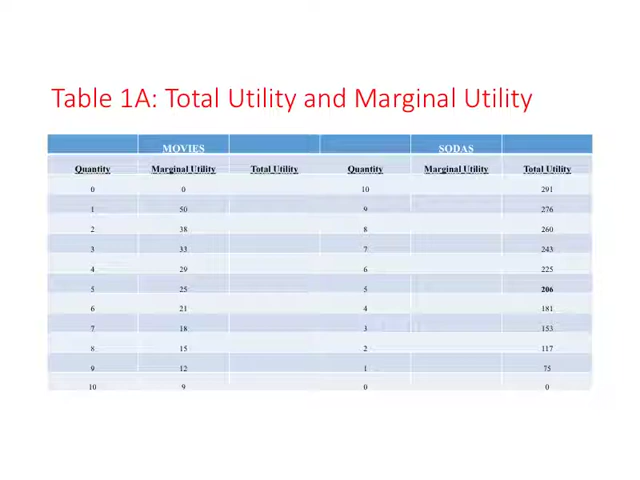 Table 1A: Total Utility and Marginal Utility
MOVIES SODAS
Quantity Marginal Utility Total Utility Quantity Marginal Utility Total Utility
0 0 10 291
1 50 9 276
2 38 8 260
3 33 7 243
4 29 6 225
5 25 5 206
6 21 4 181
7 18 3 153
8 15 2 117
9 12 1 75
10 9 0 0